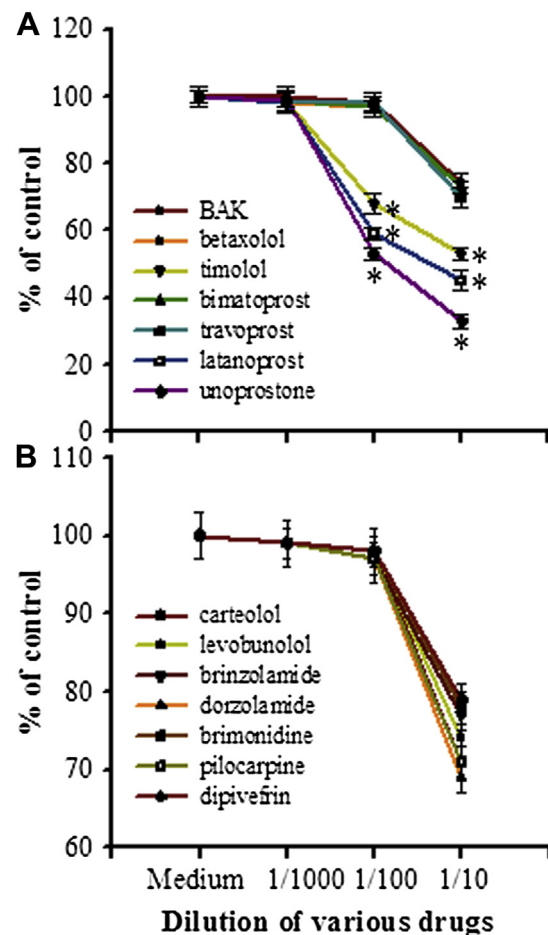 A
120
100
80
60
40
20
0
% of control
BAK
betaxolol
timolol
bimatoprost
travoprost
latanoprost
unoprostone
*
*
*
*
*
*
B
110
100
90
80
70
60
% of control
carteolol
levobunolol
brinzolamide
dorzolamide
brimonidine
pilocarpine
dipivefrin
Medium 1/1000 1/100 1/10
Dilution of various drugs